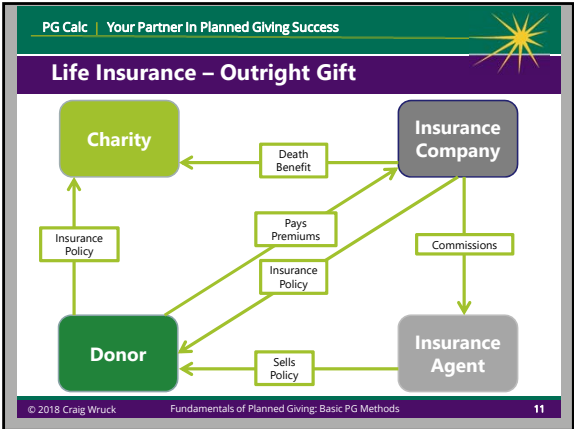 PG Calc | Your Partner In Planned Giving Success
Life Insurance – Outright Gift
Charity
Insurance
Company
Death
Benefit
Pays
Premiums
Insurance
Policy
Insurance
Policy
Commissions
Donor
Sells
Policy
Insurance
Agent
© 2018 Craig Wruck
Fundamentals of Planned Giving: Basic PG Methods
11